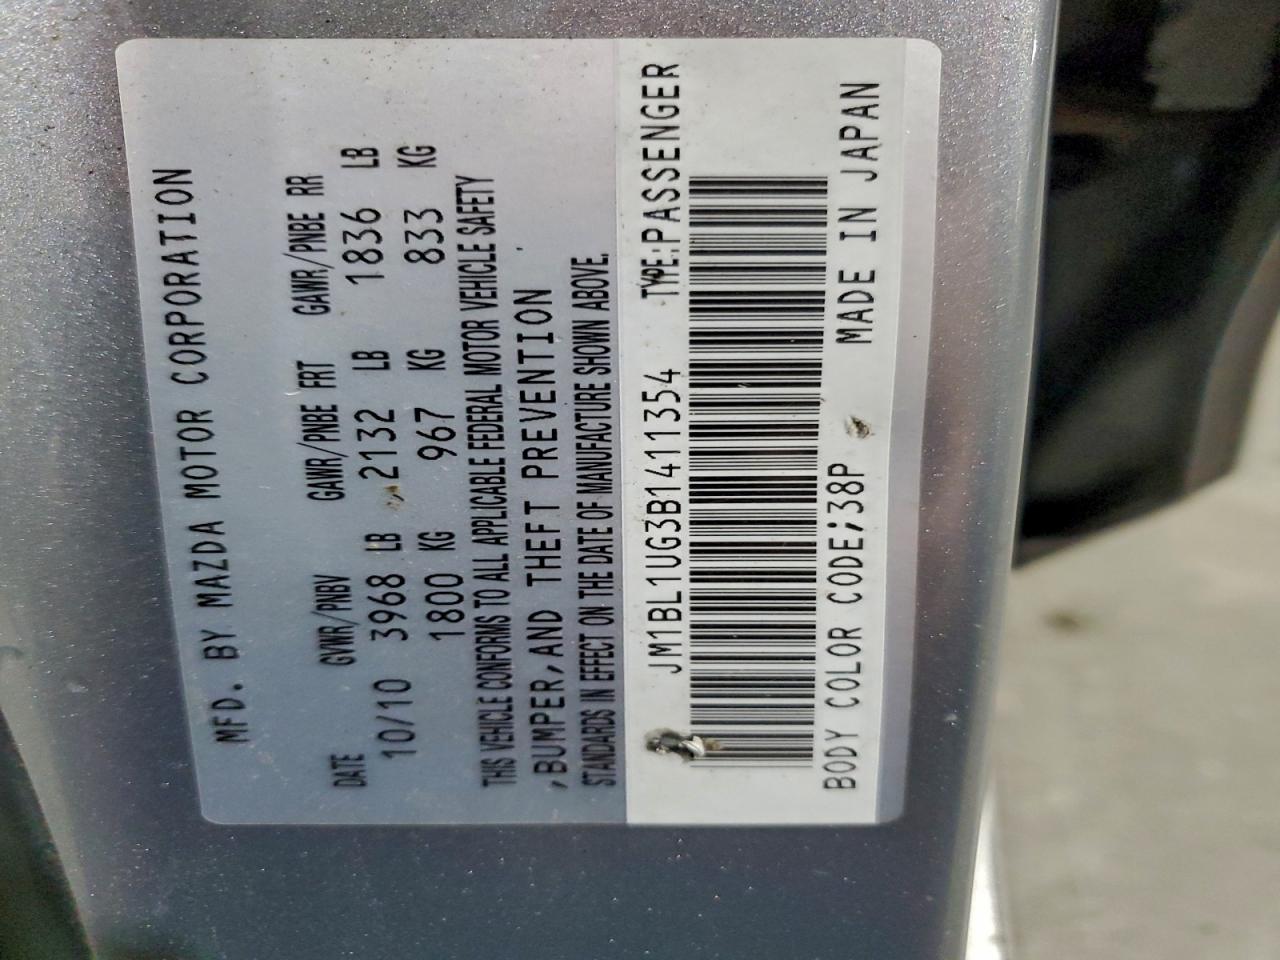 MFD. BY MAZDA MOTOR CORPORATION
DATE GVWR/PNBV GAWR/PNBE FRT GAWR/PNBE RR
10/10 3968 LB 2132 LB 1836 LB
1800 KG 967 KG 833 KG
THIS VEHICLE CONFORMS TO ALL APPLICABLE FEDERAL MOTOR VEHICLE SAFETY
,BUMPER,AND THEFT PREVENTION
STANDARDS IN EFFECT ON THE DATE OF MANUFACTURE SHOWN ABOVE.
JM1BL1UG3B1411354 TYPE:PASSENGER
BODY COLOR CODE;38P MADE IN JAPAN